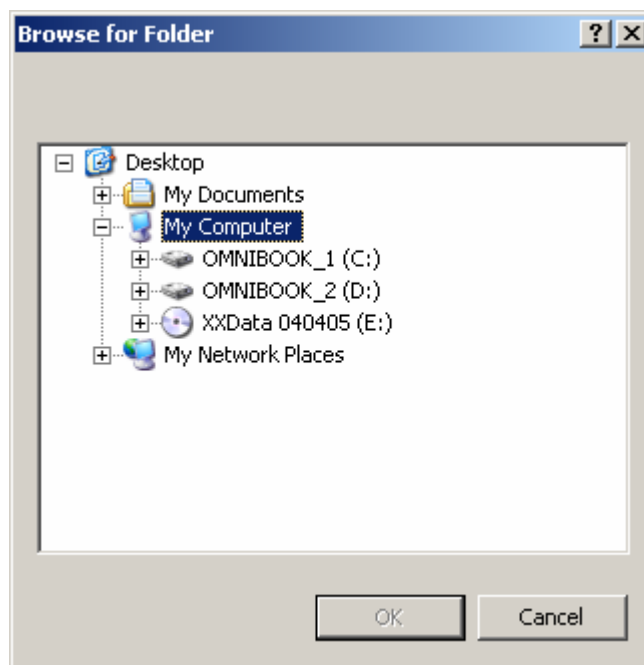 Browse for Folder
Desktop
My Documents
My Computer
OMNIBOOK_1 (C:)
OMNIBOOK_2 (D:)
XXData 040405 (E:)
My Network Places
OK Cancel